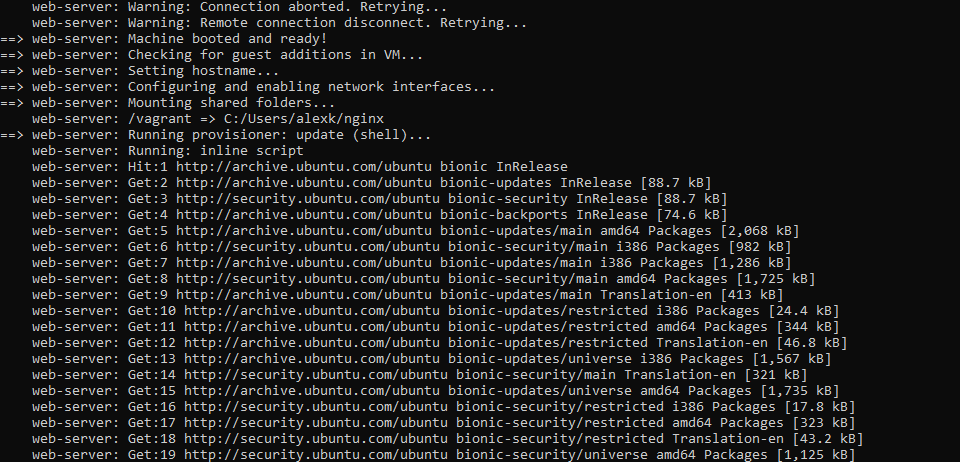 web-server: Warning: Connection aborted. Retrying...
web-server: Warning: Remote connection disconnect. Retrying...
==> web-server: Machine booted and ready!
==> web-server: Checking for guest additions in VM...
==> web-server: Setting hostname...
==> web-server: Configuring and enabling network interfaces...
==> web-server: Mounting shared folders...
web-server: /vagrant => C:/Users/alexk/nginx
==> web-server: Running provisioner: update (shell)...
web-server: Running: inline script
web-server: Hit:1 http://archive.ubuntu.com/ubuntu bionic InRelease
web-server: Get:2 http://archive.ubuntu.com/ubuntu bionic-updates InRelease [88.7 kB]
web-server: Get:3 http://security.ubuntu.com/ubuntu bionic-security InRelease [88.7 kB]
web-server: Get:4 http://archive.ubuntu.com/ubuntu bionic-backports InRelease [74.6 kB]
web-server: Get:5 http://archive.ubuntu.com/ubuntu bionic-updates/main amd64 Packages [2,068 kB]
web-server: Get:6 http://security.ubuntu.com/ubuntu bionic-security/main i386 Packages [982 kB]
web-server: Get:7 http://archive.ubuntu.com/ubuntu bionic-updates/main i386 Packages [1,286 kB]
web-server: Get:8 http://security.ubuntu.com/ubuntu bionic-security/main amd64 Packages [1,725 kB]
web-server: Get:9 http://archive.ubuntu.com/ubuntu bionic-updates/main Translation-en [413 kB]
web-server: Get:10 http://archive.ubuntu.com/ubuntu bionic-updates/restricted i386 Packages [24.4 kB]
web-server: Get:11 http://archive.ubuntu.com/ubuntu bionic-updates/restricted amd64 Packages [344 kB]
web-server: Get:12 http://archive.ubuntu.com/ubuntu bionic-updates/restricted Translation-en [46.8 kB]
web-server: Get:13 http://archive.ubuntu.com/ubuntu bionic-updates/universe i386 Packages [1,567 kB]
web-server: Get:14 http://security.ubuntu.com/ubuntu bionic-security/main Translation-en [321 kB]
web-server: Get:15 http://archive.ubuntu.com/ubuntu bionic-updates/universe amd64 Packages [1,735 kB]
web-server: Get:16 http://security.ubuntu.com/ubuntu bionic-security/restricted i386 Packages [17.8 kB]
web-server: Get:17 http://security.ubuntu.com/ubuntu bionic-security/restricted amd64 Packages [323 kB]
web-server: Get:18 http://security.ubuntu.com/ubuntu bionic-security/restricted Translation-en [43.2 kB]
web-server: Get:19 http://security.ubuntu.com/ubuntu bionic-security/universe amd64 Packages [1,125 kB]